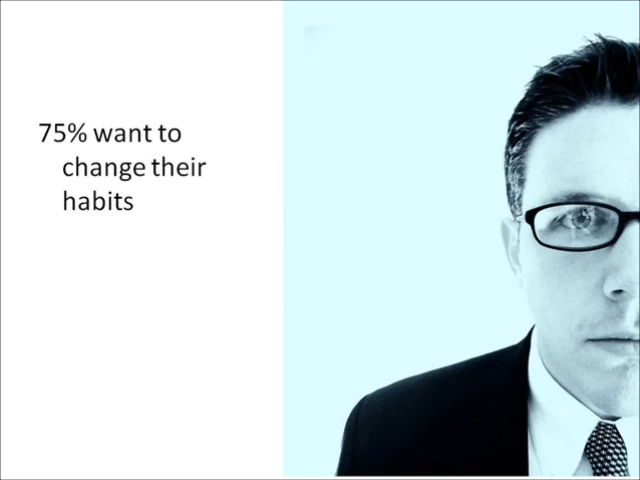 75% want to
change their
habits